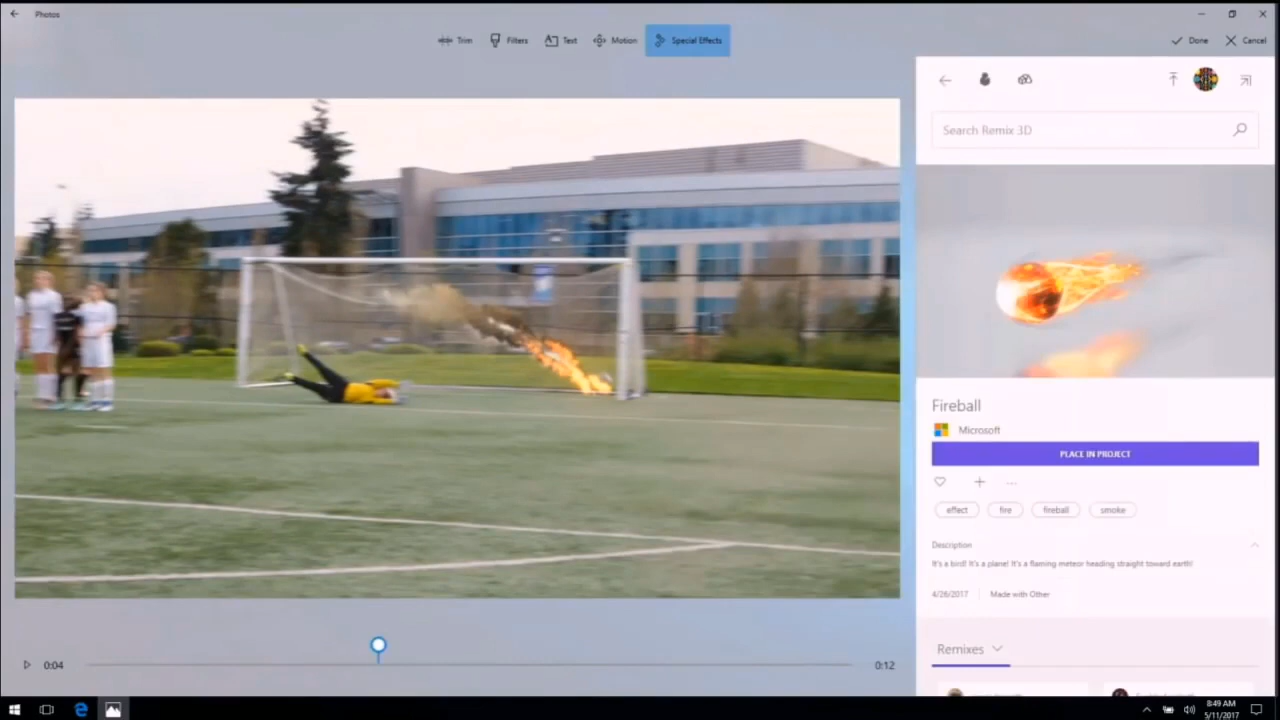 Photos
Trim Filters Text Motion Special Effects
Done Cancel
Search Remix 3D
Fireball
Microsoft
PLACE IN PROJECT
effect fire fireball smoke
Description
It's a bird! It's a plane! It's a flaming meteor heading straight toward earth!
4/26/2017 Made with Other
Remixes
0:04 0:12
8:49 AM
5/11/2017